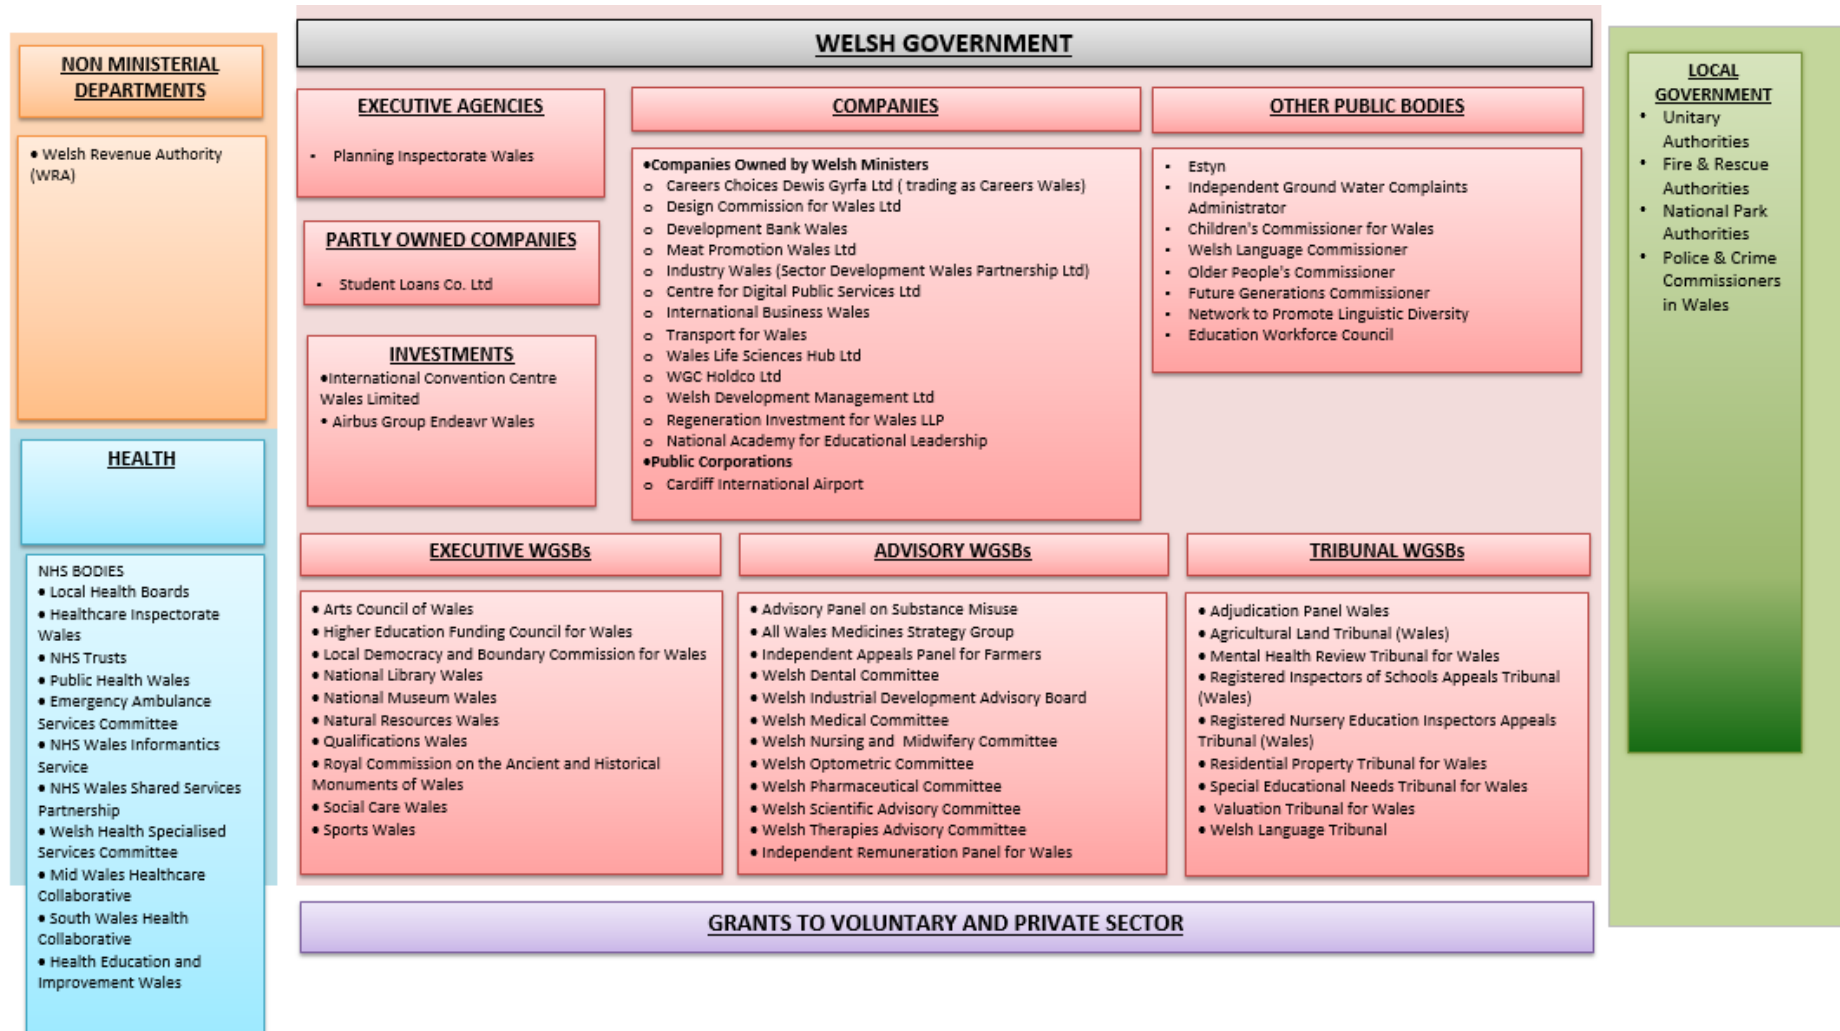 WELSH GOVERNMENT
NON MINISTERIAL
DEPARTMENTS
• Welsh Revenue Authority
(WRA)
HEALTH
NHS BODIES
• Local Health Boards
• Healthcare Inspectorate
Wales
• NHS Trusts
• Public Health Wales
• Emergency Ambulance
Services Committee
• NHS Wales Informantics
Service
• NHS Wales Shared Services
Partnership
• Welsh Health Specialised
Services Committee
• Mid Wales Healthcare
Collaborative
• South Wales Health
Collaborative
• Health Education and
Improvement Wales
EXECUTIVE AGENCIES
• Planning Inspectorate Wales
PARTLY OWNED COMPANIES
• Student Loans Co. Ltd
INVESTMENTS
•International Convention Centre
Wales Limited
• Airbus Group Endeavr Wales
COMPANIES
•Companies Owned by Welsh Ministers
o Careers Choices Dewis Gyrfa Ltd ( trading as Careers Wales)
o Design Commission for Wales Ltd
o Development Bank Wales
o Meat Promotion Wales Ltd
o Industry Wales (Sector Development Wales Partnership Ltd)
o Centre for Digital Public Services Ltd
o International Business Wales
o Transport for Wales
o Wales Life Sciences Hub Ltd
o WGC Holdco Ltd
o Welsh Development Management Ltd
o Regeneration Investment for Wales LLP
o National Academy for Educational Leadership
•Public Corporations
o Cardiff International Airport
OTHER PUBLIC BODIES
• Estyn
• Independent Ground Water Complaints
Administrator
• Children's Commissioner for Wales
• Welsh Language Commissioner
• Older People's Commissioner
• Future Generations Commissioner
• Network to Promote Linguistic Diversity
• Education Workforce Council
EXECUTIVE WGSBs
• Arts Council of Wales
• Higher Education Funding Council for Wales
• Local Democracy and Boundary Commission for Wales
• National Library Wales
• National Museum Wales
• Natural Resources Wales
• Qualifications Wales
• Royal Commission on the Ancient and Historical
Monuments of Wales
• Social Care Wales
• Sports Wales
ADVISORY WGSBs
• Advisory Panel on Substance Misuse
• All Wales Medicines Strategy Group
• Independent Appeals Panel for Farmers
• Welsh Dental Committee
• Welsh Industrial Development Advisory Board
• Welsh Medical Committee
• Welsh Nursing and Midwifery Committee
• Welsh Optometric Committee
• Welsh Pharmaceutical Committee
• Welsh Scientific Advisory Committee
• Welsh Therapies Advisory Committee
• Independent Remuneration Panel for Wales
TRIBUNAL WGSBs
• Adjudication Panel Wales
• Agricultural Land Tribunal (Wales)
• Mental Health Review Tribunal for Wales
• Registered Inspectors of Schools Appeals Tribunal
(Wales)
• Registered Nursery Education Inspectors Appeals
Tribunal (Wales)
• Residential Property Tribunal for Wales
• Special Educational Needs Tribunal for Wales
• Valuation Tribunal for Wales
• Welsh Language Tribunal
GRANTS TO VOLUNTARY AND PRIVATE SECTOR
LOCAL
GOVERNMENT
• Unitary
Authorities
• Fire & Rescue
Authorities
• National Park
Authorities
• Police & Crime
Commissioners
in Wales